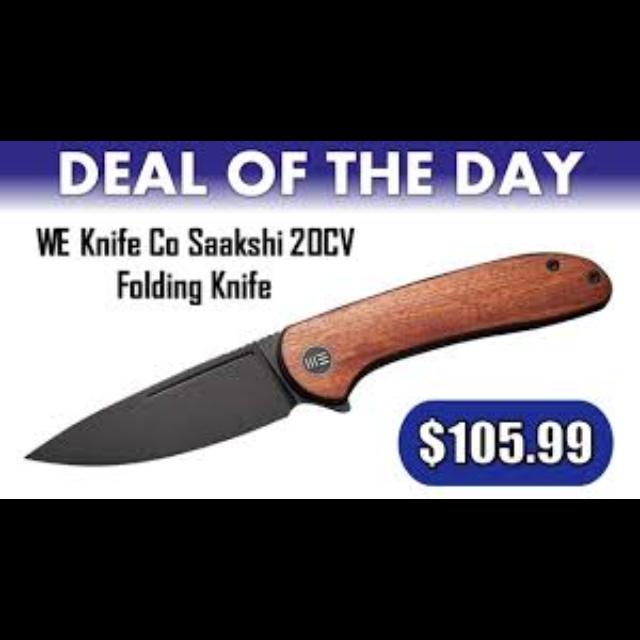 DEAL OF THE DAY
WE Knife Co Saakshi 20CV
Folding Knife
$105.99